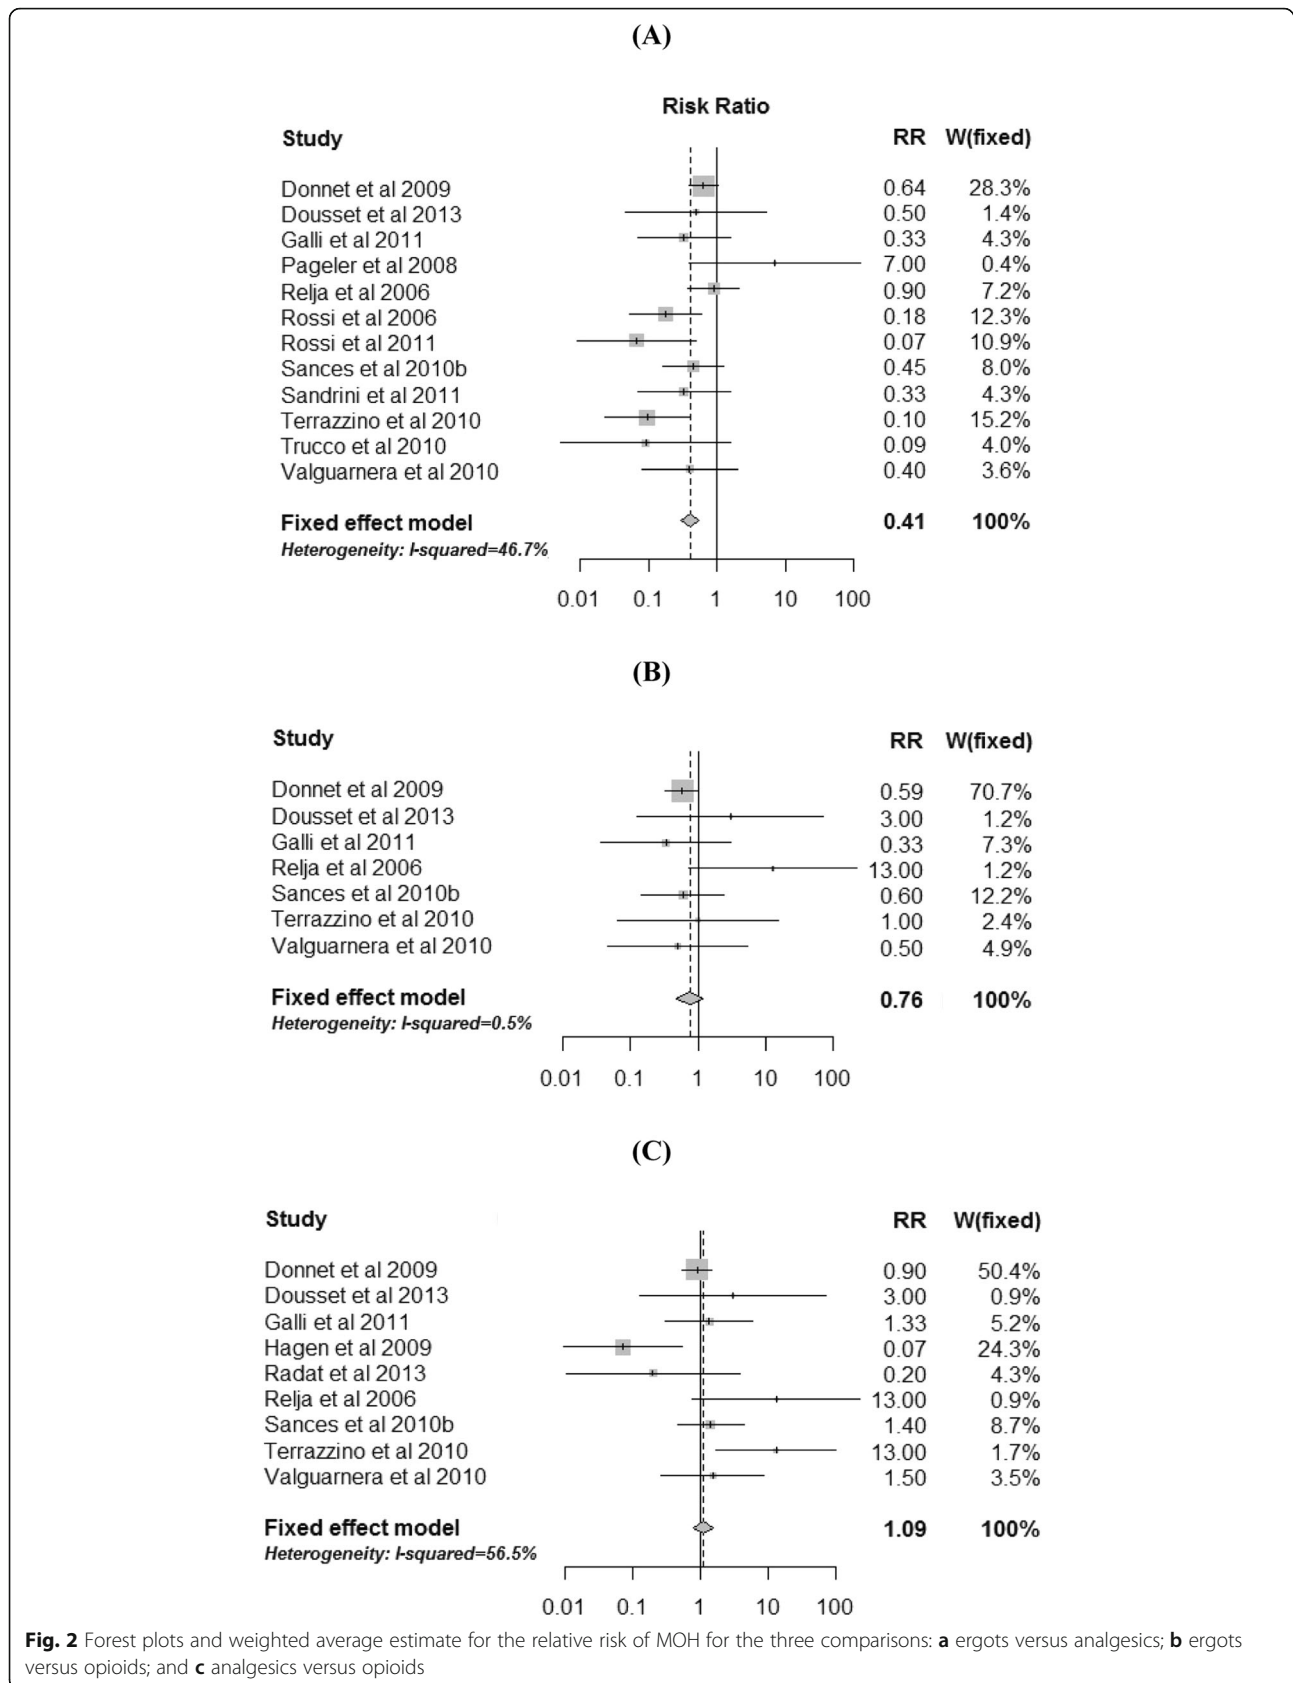 (A)
Risk Ratio
Study RR W(fixed)
Donnet et al 2009 0.64 28.3%
Dousset et al 2013 0.50 1.4%
Galli et al 2011 0.33 4.3%
Pageler et al 2008 7.00 0.4%
Relja et al 2006 0.90 7.2%
Rossi et al 2006 0.18 12.3%
Rossi et al 2011 0.07 10.9%
Sances et al 2010b 0.45 8.0%
Sandrini et al 2011 0.33 4.3%
Terrazzino et al 2010 0.10 15.2%
Trucco et al 2010 0.09 4.0%
Valguarnera et al 2010 0.40 3.6%
Fixed effect model 0.41 100%
Heterogeneity: I-squared=46.7%
0.01 0.1 1 10 100
(B)
Study RR W(fixed)
Donnet et al 2009 0.59 70.7%
Dousset et al 2013 3.00 1.2%
Galli et al 2011 0.33 7.3%
Relja et al 2006 13.00 1.2%
Sances et al 2010b 0.60 12.2%
Terrazzino et al 2010 1.00 2.4%
Valguarnera et al 2010 0.50 4.9%
Fixed effect model 0.76 100%
Heterogeneity: I-squared=0.5%
0.01 0.1 1 10 100
(C)
Study RR W(fixed)
Donnet et al 2009 0.90 50.4%
Dousset et al 2013 3.00 0.9%
Galli et al 2011 1.33 5.2%
Hagen et al 2009 0.07 24.3%
Radat et al 2013 0.20 4.3%
Relja et al 2006 13.00 0.9%
Sances et al 2010b 1.40 8.7%
Terrazzino et al 2010 13.00 1.7%
Valguarnera et al 2010 1.50 3.5%
Fixed effect model 1.09 100%
Heterogeneity: I-squared=56.5%
0.01 0.1 1 10 100
Fig. 2 Forest plots and weighted average estimate for the relative risk of MOH for the three comparisons: a ergots versus analgesics; b ergots
versus opioids; and c analgesics versus opioids